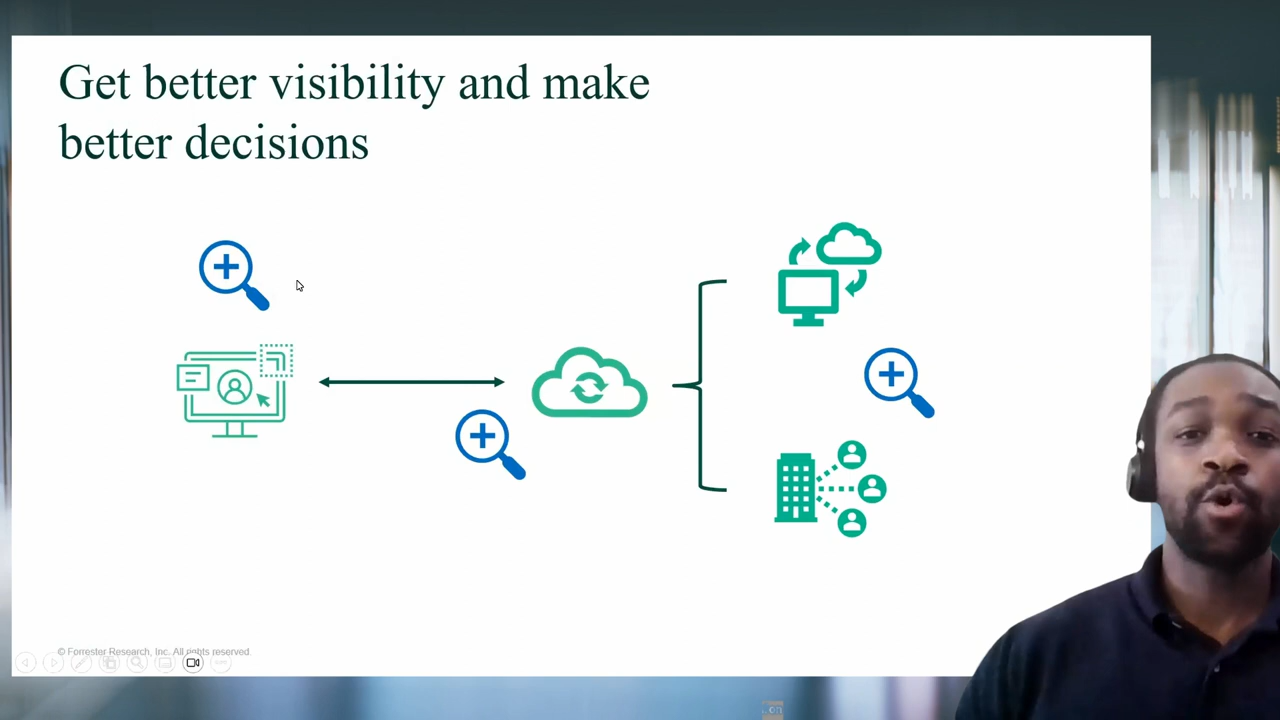 Get better visibility and make
better decisions
© Forrester Research, Inc. All rights reserved.